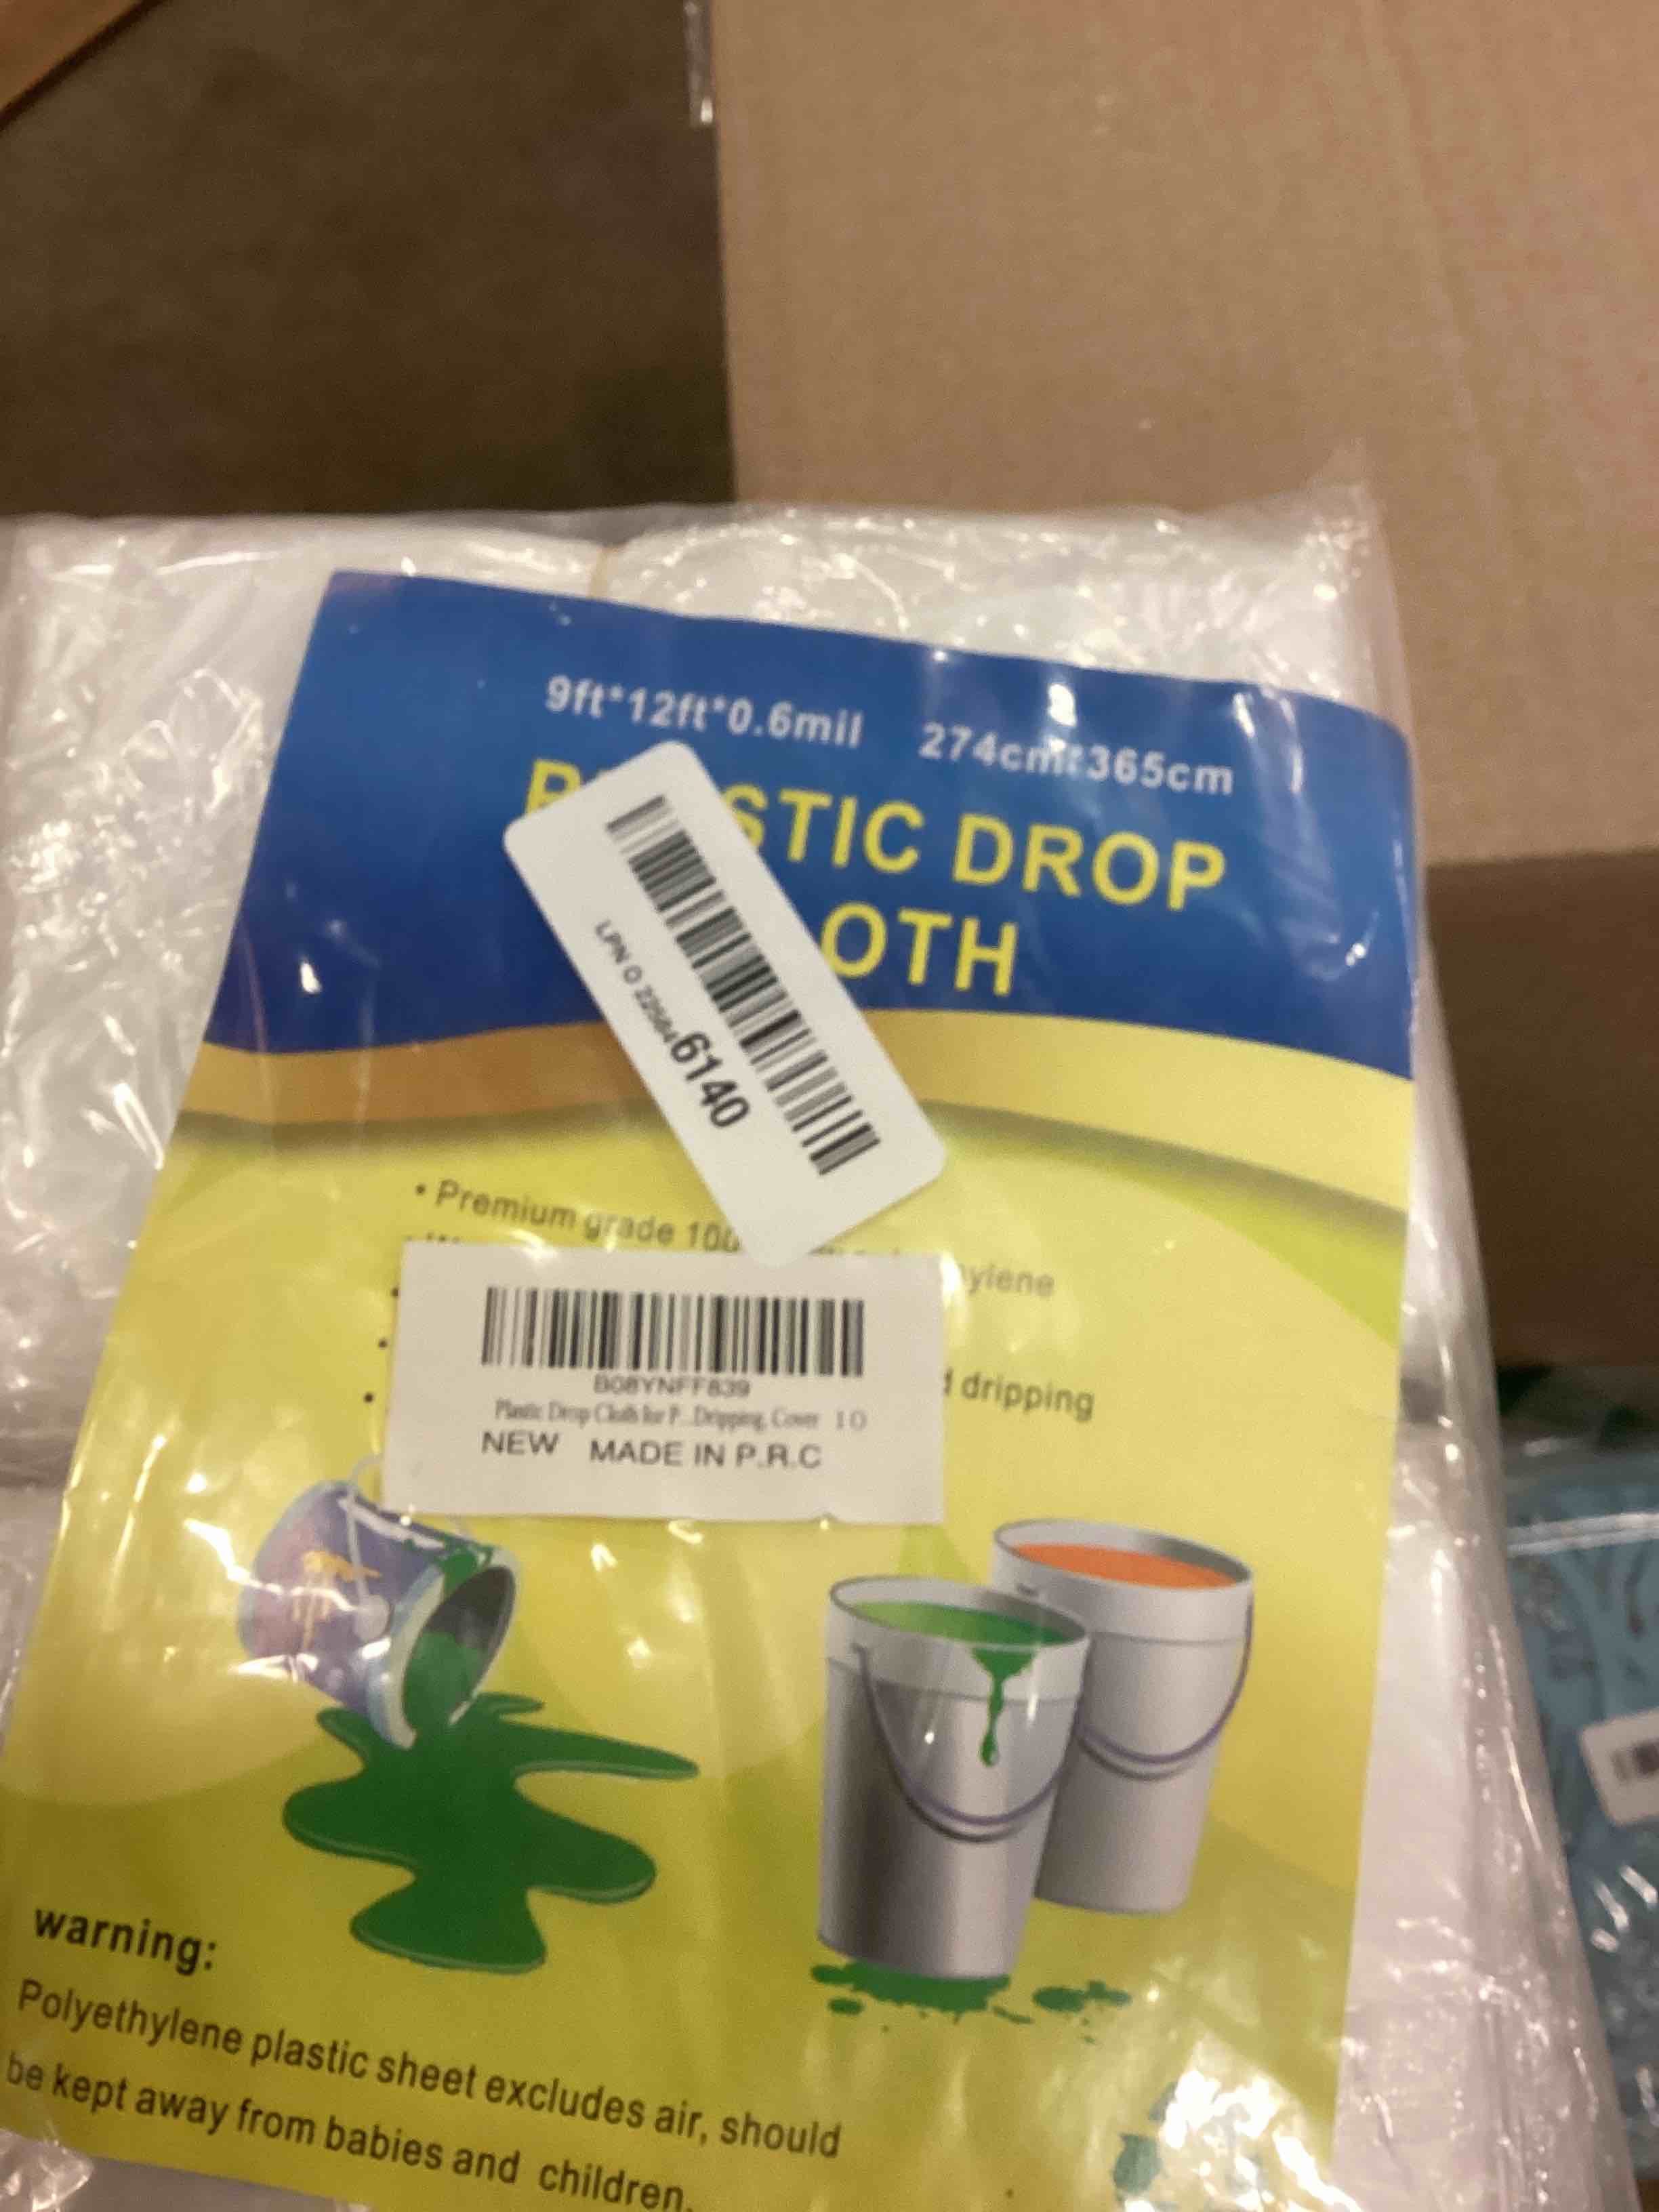 9ft*12ft*0.6mil 274cm*365cm
STIC DROP
OTH
LPN O 225046140
• Premium grade 100
ylene
d dripping
B08YNFF839
Plastic Drop Cloth for P...Dripping, Cover 10
NEW MADE IN P.R.C
warning:
Polyethylene plastic sheet excludes air, should
be kept away from babies and children.